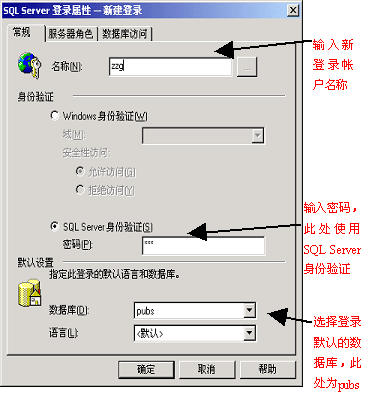 SQL Server 登录属性 - 新建登录
常规 服务器角色 数据库访问
名称(N): zzg ...
身份验证
Windows 身份验证(W)
域(M):
安全性访问:
允许访问(G)
拒绝访问(Y)
SQL Server 身份验证(S)
密码(P): ***
默认设置
指定此登录的默认语言和数据库。
数据库(D): pubs
语言(L): <默认>
确定 取消 帮助
输入新
登录帐
户名称
输入密码,
此处使用
SQL Server
身份验证
选择登录
默认的数
据库，此
处为pubs